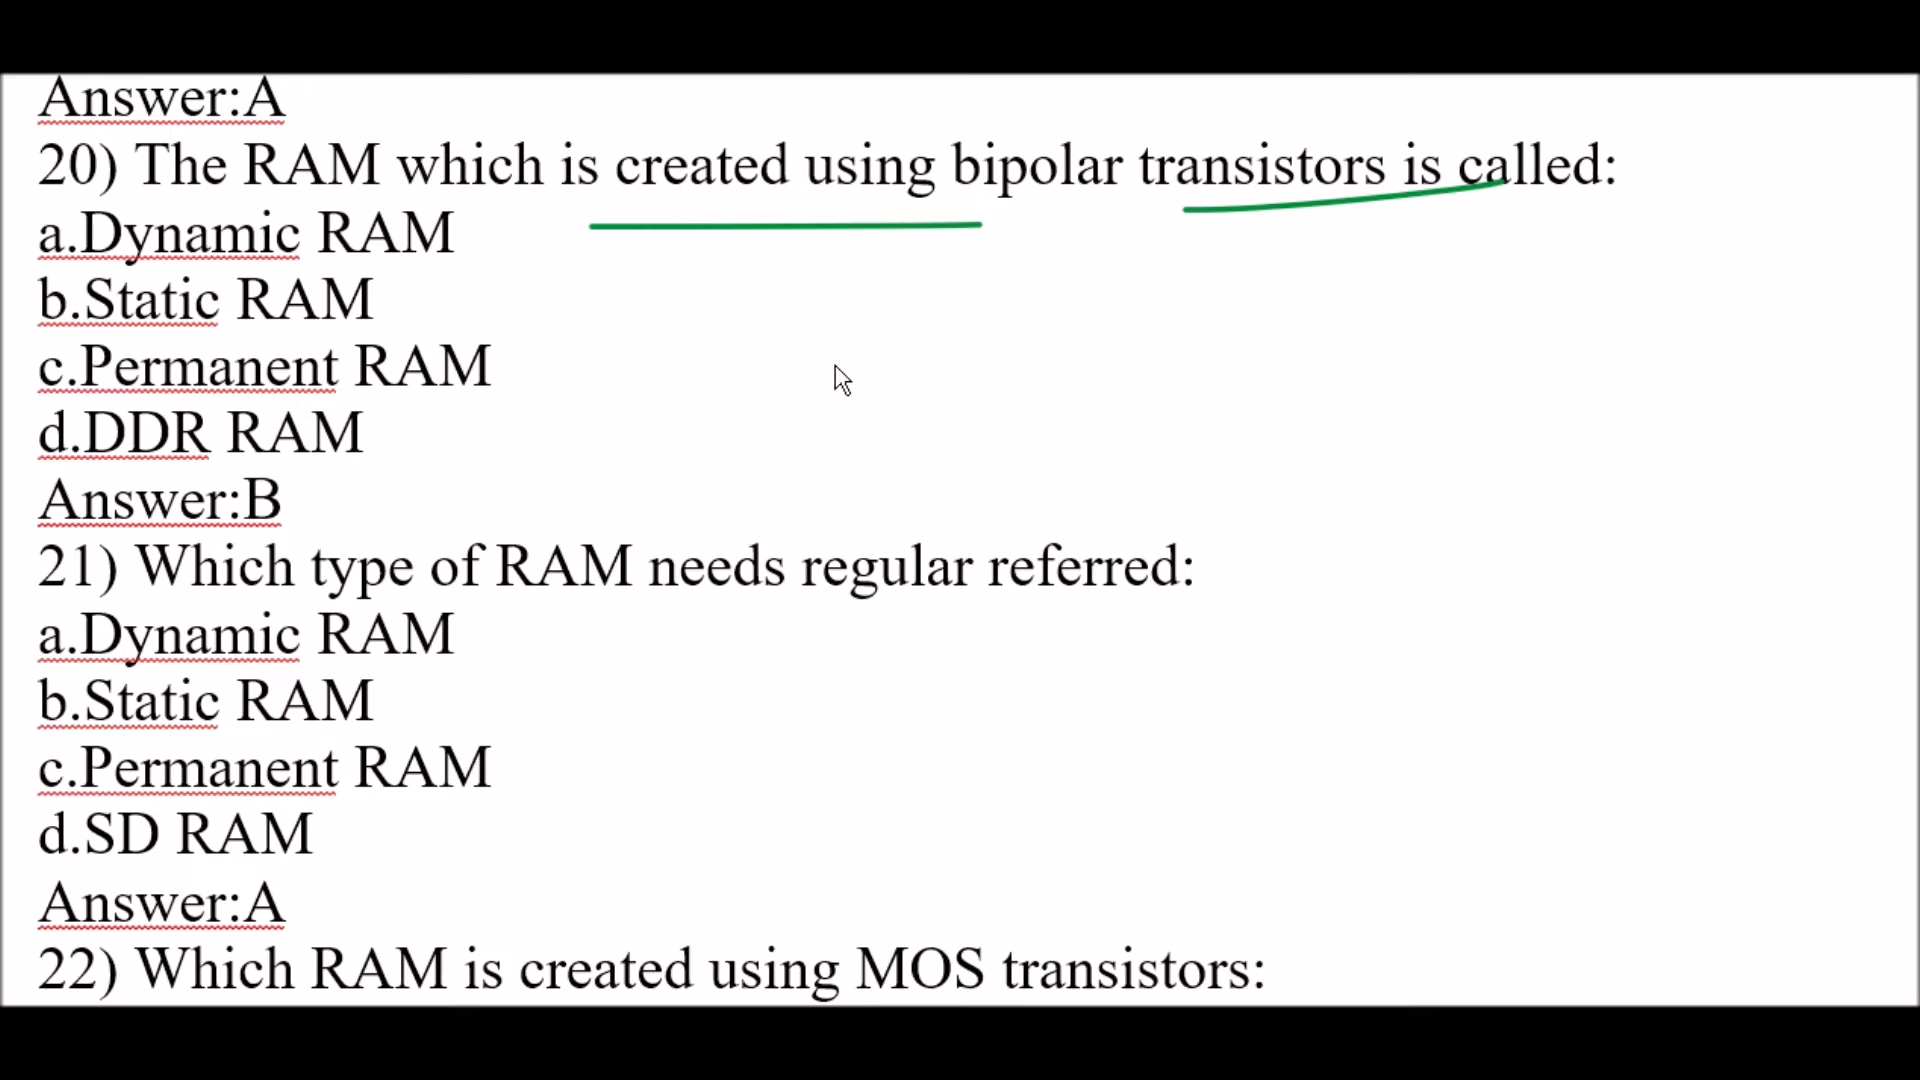 Answer:A
20) The RAM which is created using bipolar transistors is called:
a.Dynamic RAM
b.Static RAM
c.Permanent RAM
d.DDR RAM
Answer:B
21) Which type of RAM needs regular referred:
a.Dynamic RAM
b.Static RAM
c.Permanent RAM
d.SD RAM
Answer:A
22) Which RAM is created using MOS transistors: